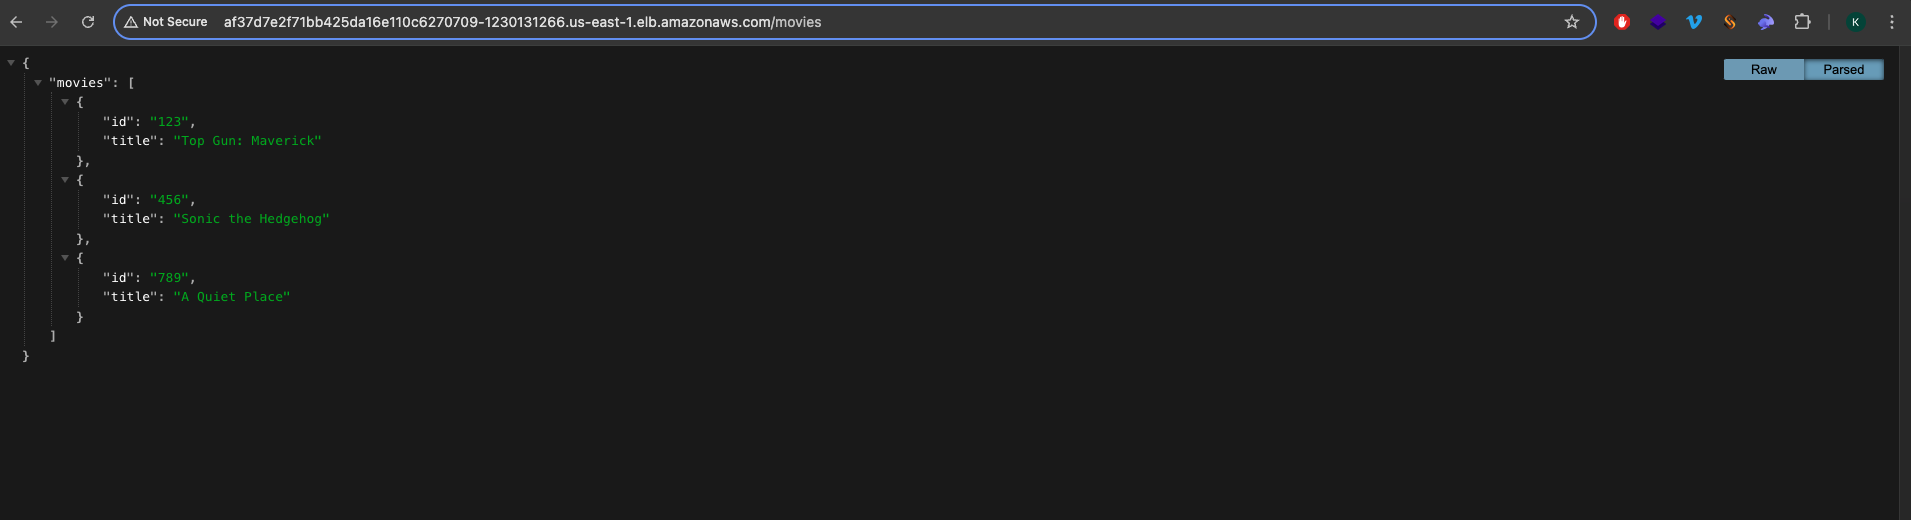 Not Secure af37d7e2f71bb425da16e110c6270709-1230131266.us-east-1.elb.amazonaws.com/movies K
Raw Parsed
{
"movies": [
{
"id": "123",
"title": "Top Gun: Maverick"
},
{
"id": "456",
"title": "Sonic the Hedgehog"
},
{
"id": "789",
"title": "A Quiet Place"
}
]
}